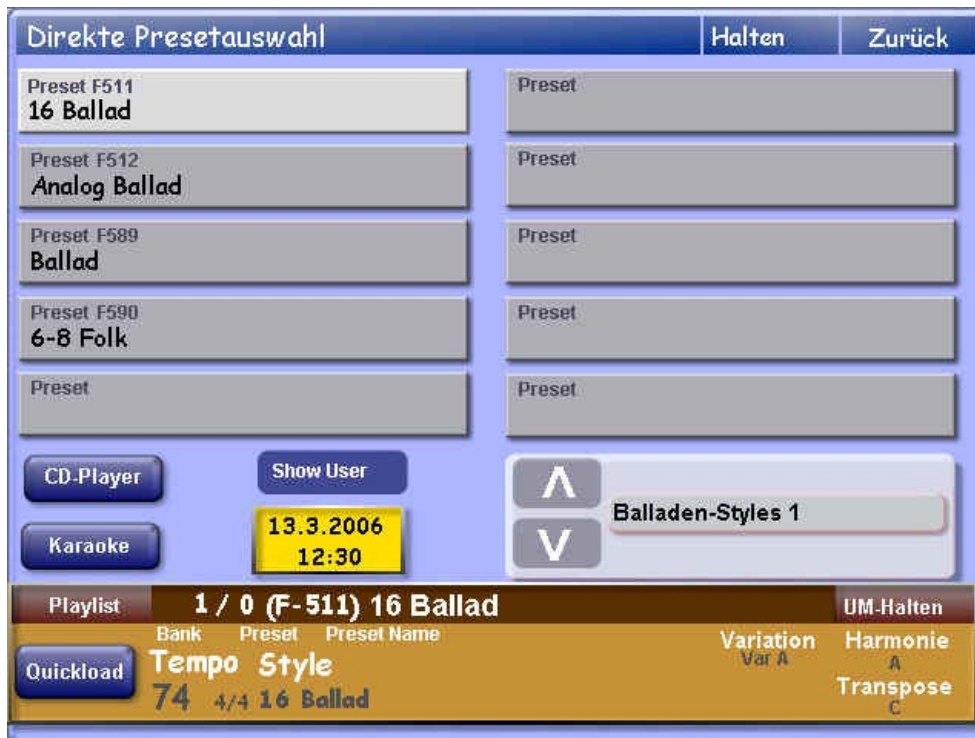 Direkte Presetauswahl Halten Zurück
Preset F511
16 Ballad
Preset F512
Analog Ballad
Preset F589
Ballad
Preset F590
6-8 Folk
Preset
Preset
Preset
Preset
Preset
Preset
CD-Player
Show User
Karaoke
13.3.2006
12:30
Λ
V
Balladen-Styles 1
Playlist 1 / 0 (F-511) 16 Ballad UM-Halten
Bank Preset Preset Name
Quickload
Tempo Style
74 4/4 16 Ballad
Variation
Var A
Harmonie
A
Transpose
C